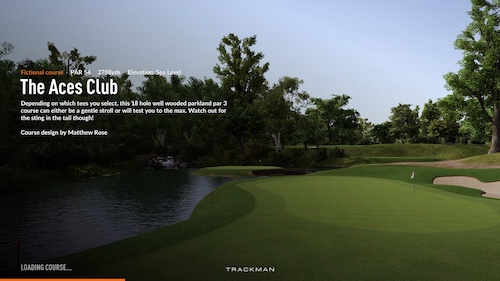 Fictional course · PAR 54 2788yds Elevation: Sea Level
The Aces Club
Depending on which tees you select, this 18 hole well wooded parkland par 3
course can either be a gentle stroll or will test you to the max. Watch out for
the sting in the tail though!
Course design by Matthew Rose
LOADING COURSE...
TRACKMAN